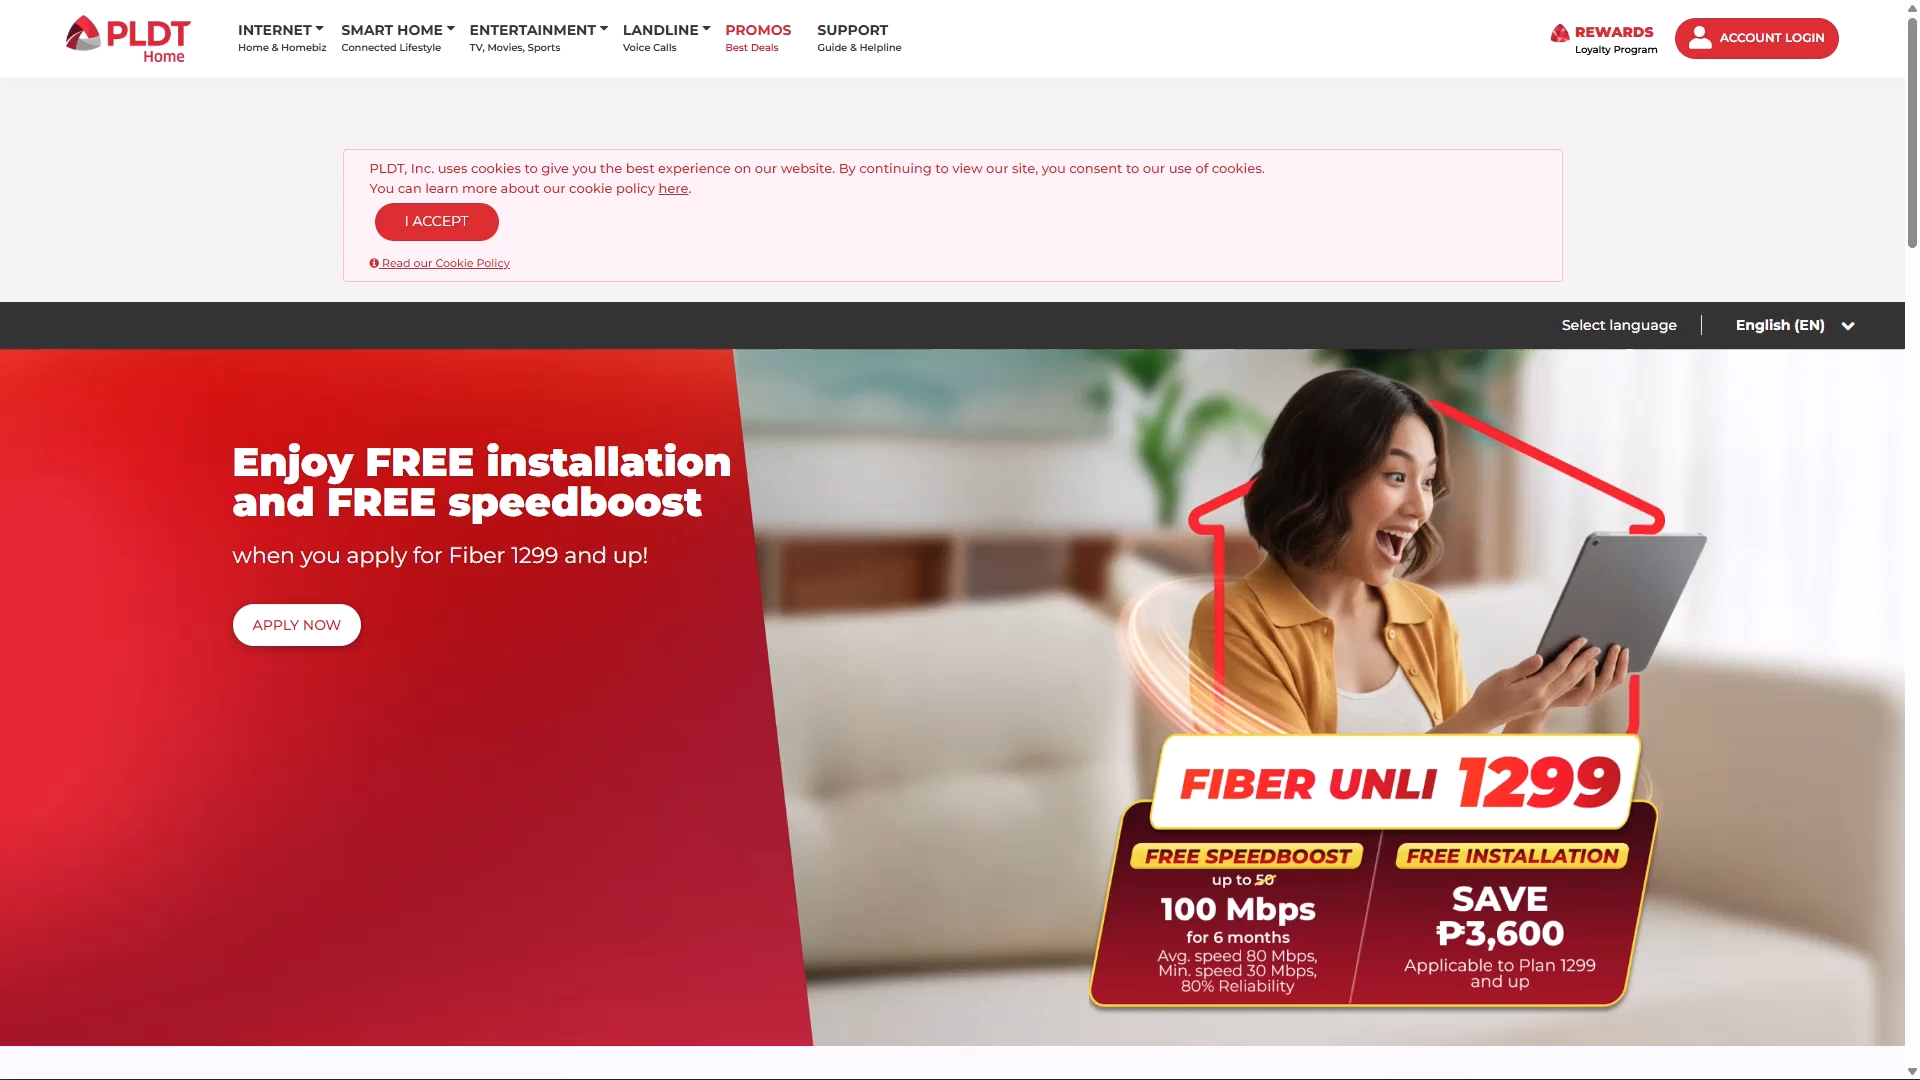 PLDT
Home
INTERNET
Home & Homebiz
SMART HOME
Connected Lifestyle
ENTERTAINMENT
TV, Movies, Sports
LANDLINE
Voice Calls
PROMOS
Best Deals
SUPPORT
Guide & Helpline
REWARDS
Loyalty Program
ACCOUNT LOGIN
PLDT, Inc. uses cookies to give you the best experience on our website. By continuing to view our site, you consent to our use of cookies.
You can learn more about our cookie policy here.
I ACCEPT
Read our Cookie Policy
Select language
English (EN)
Enjoy FREE installation
and FREE speedboost
when you apply for Fiber 1299 and up!
APPLY NOW
FIBER UNLI 1299
FREE SPEEDBOOST
up to 50
100 Mbps
for 6 months
Avg. speed 80 Mbps,
Min. speed 30 Mbps,
80% Reliability
FREE INSTALLATION
SAVE
₱3,600
Applicable to Plan 1299
and up